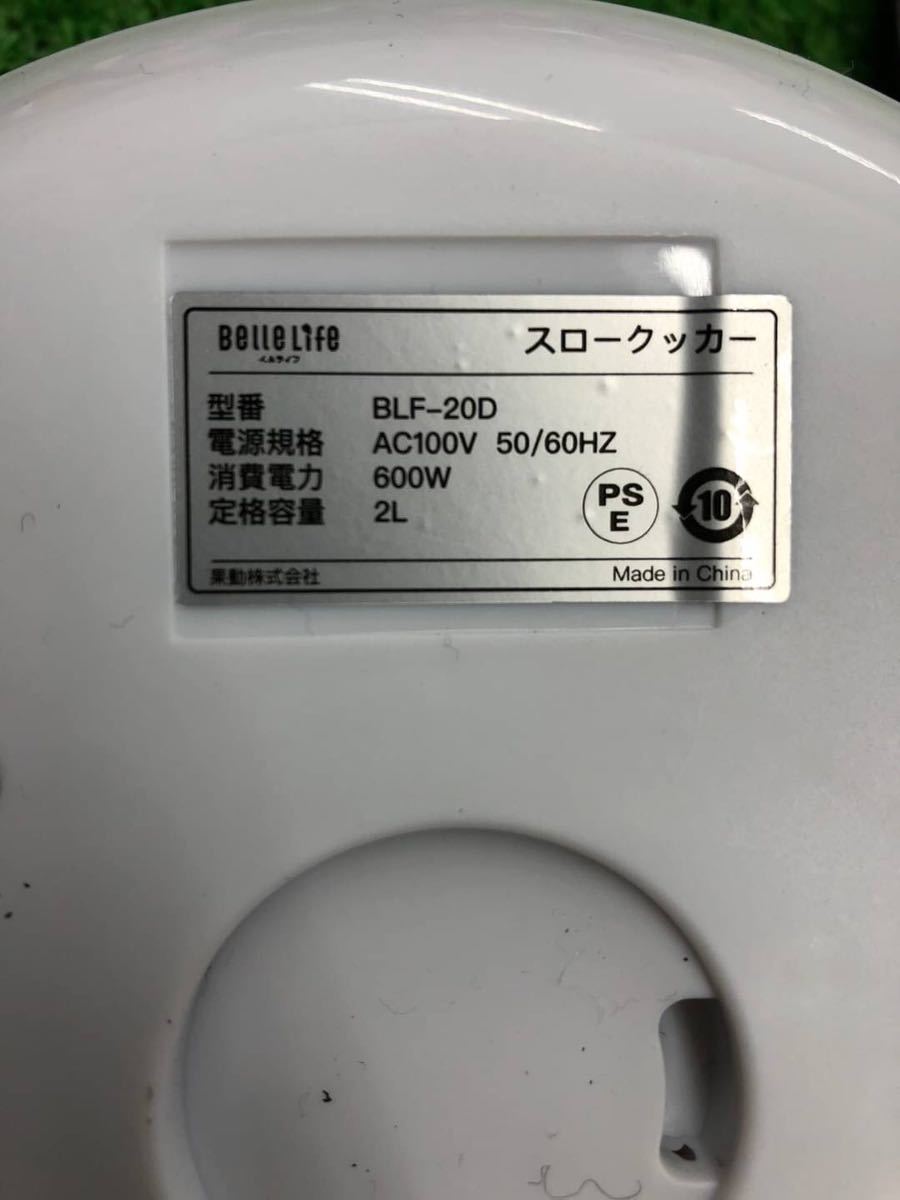 Belle Life スロークッカー
ベルライフ
型番 BLF-20D
電源規格 AC100V 50/60HZ
消費電力 600W
定格容量 2L
PS
E
10
果動株式会社 Made in China